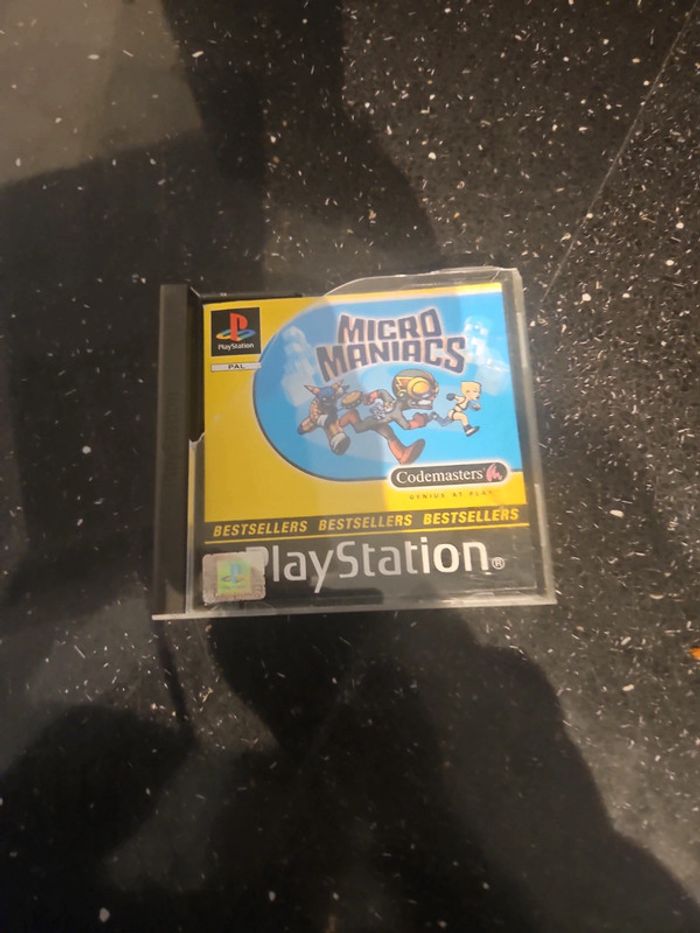 PlayStation
PAL
MICRO
MANIACS
Codemasters
GENIUS AT PLAY
BESTSELLERS BESTSELLERS BESTSELLERS
PlayStation®